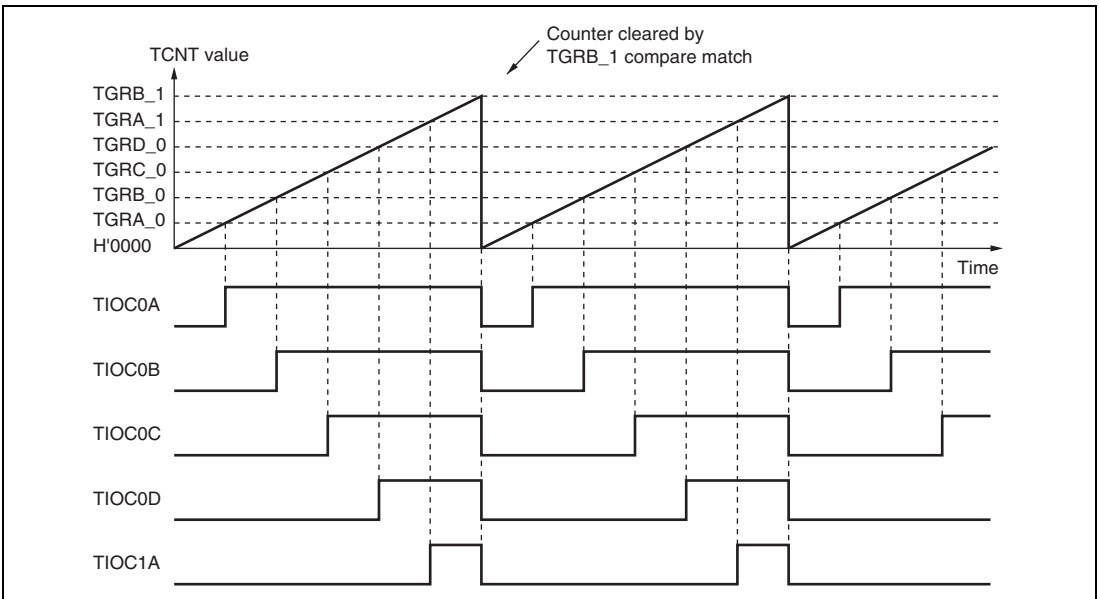 Counter cleared by
TGRB_1 compare match
TCNT value
TGRB_1
TGRA_1
TGRD_0
TGRC_0
TGRB_0
TGRA_0
H'0000
Time
TIOC0A
TIOC0B
TIOC0C
TIOC0D
TIOC1A